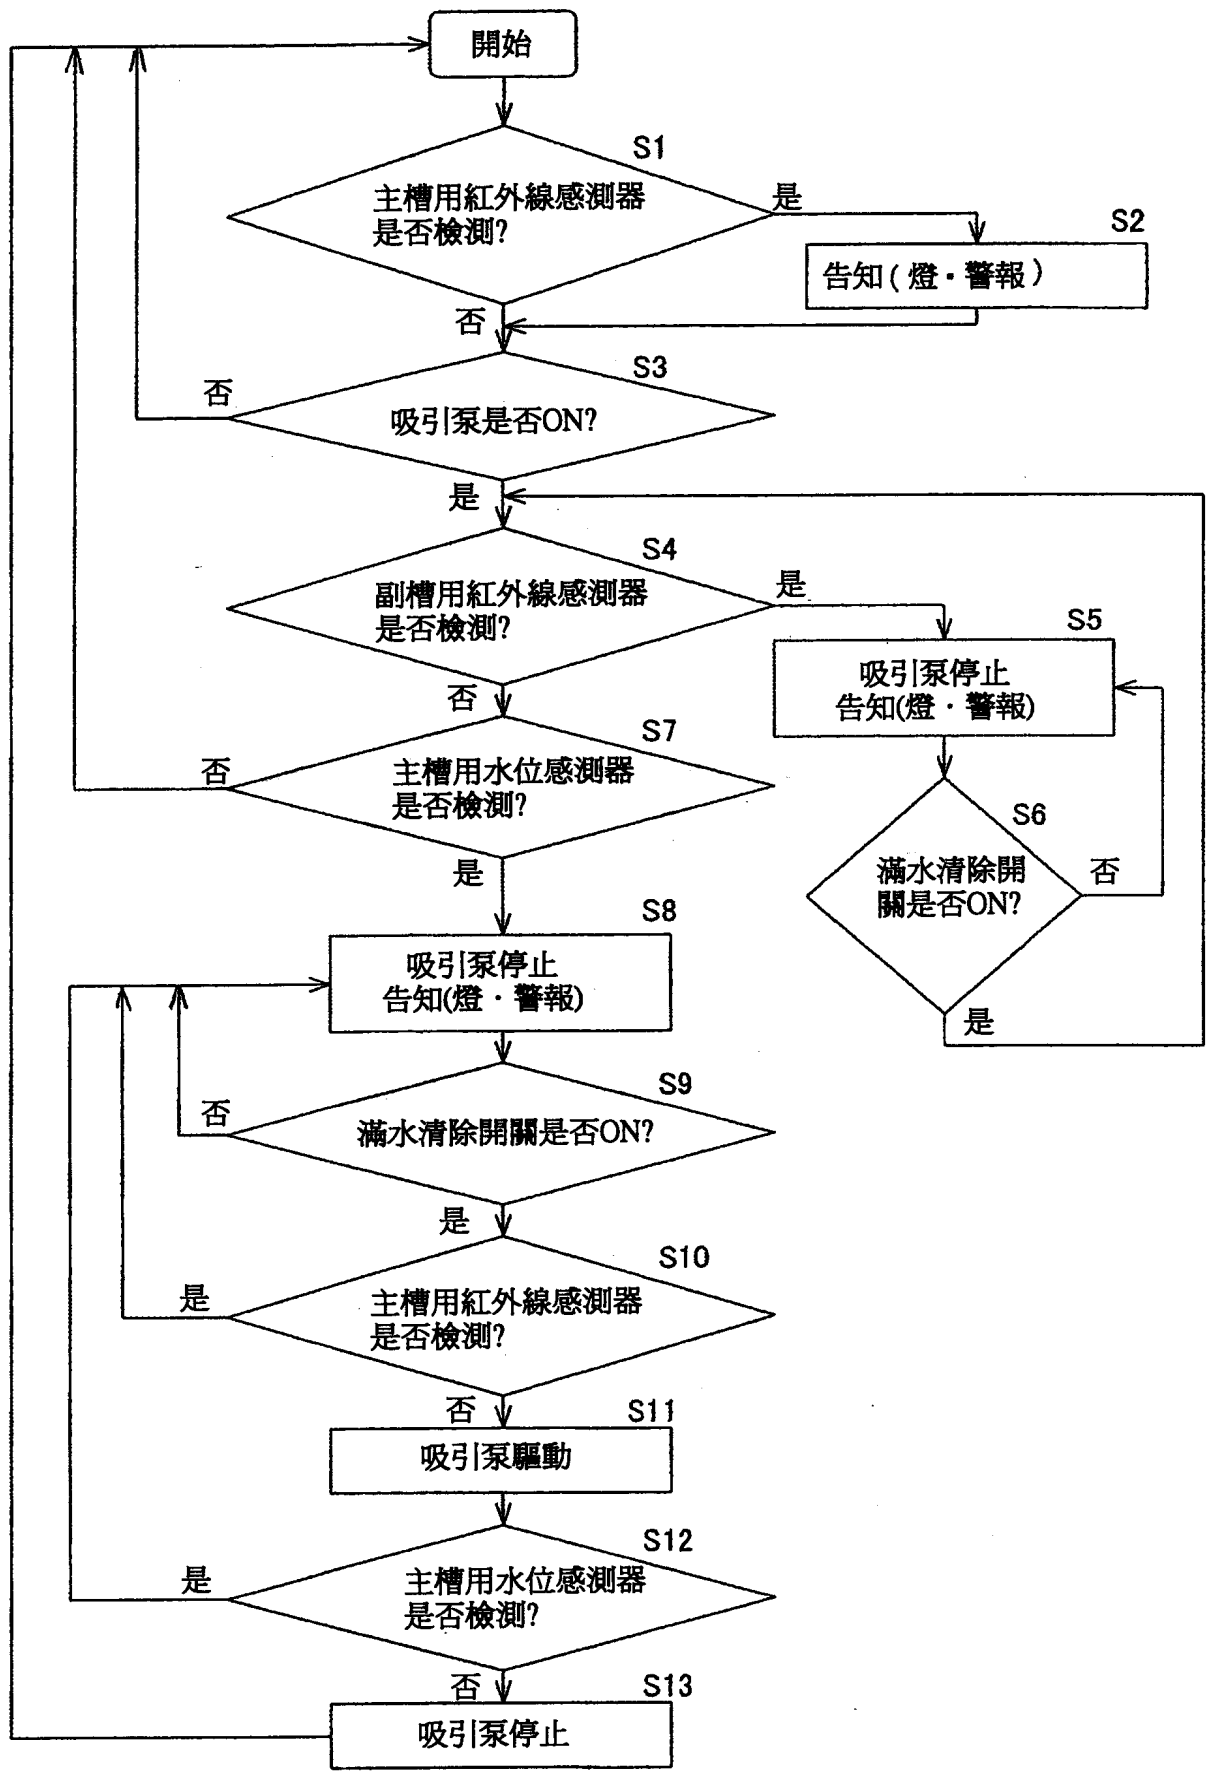 開始
S1
主槽用紅外線感測器
是否檢測?
是
S2
告知(燈・警報)
否
S3
否
吸引泵是否ON?
是
S4
副槽用紅外線感測器
是否檢測?
是
S5
吸引泵停止
告知(燈・警報)
否
S7
否
主槽用水位感測器
是否檢測?
S6
滿水清除開
關是否ON?
否
是
是
S8
吸引泵停止
告知(燈・警報)
S9
否
滿水清除開關是否ON?
是
S10
是
主槽用紅外線感測器
是否檢測?
否
S11
吸引泵驅動
S12
是
主槽用水位感測器
是否檢測?
否
S13
吸引泵停止